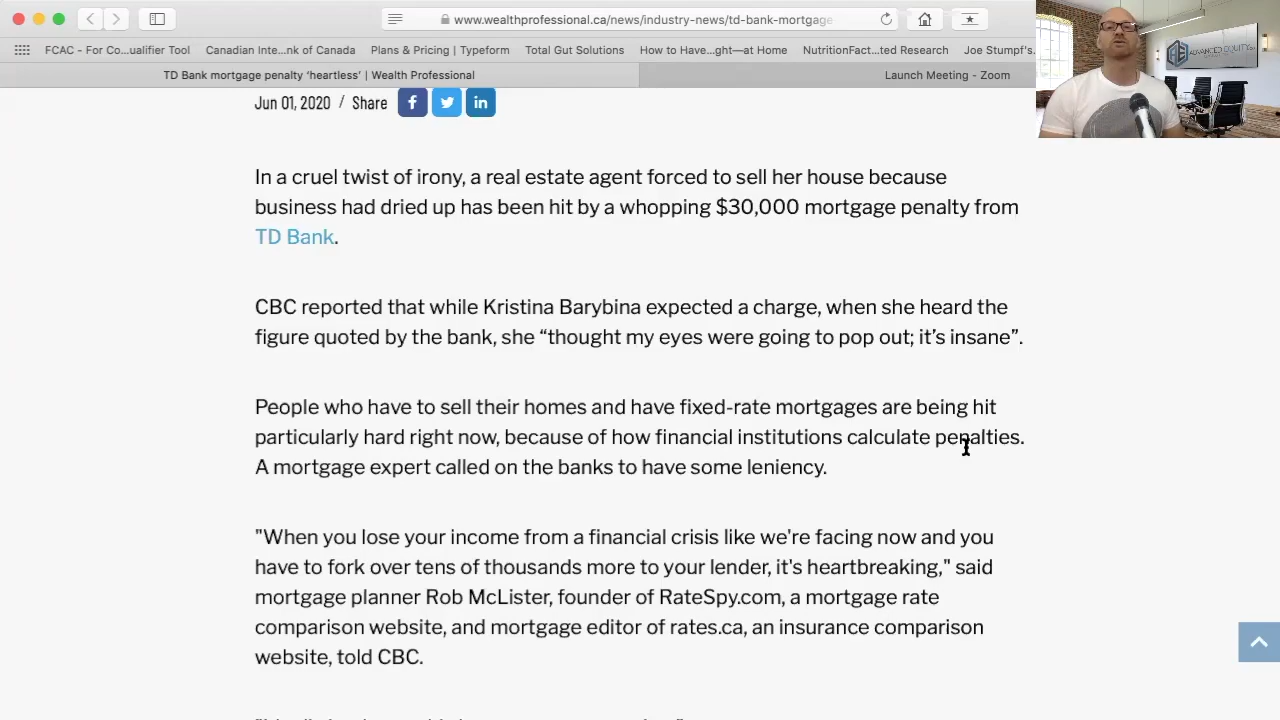 www.wealthprofessional.ca/news/industry-news/td-bank-mortgage
FCAC - For Co...ualifier Tool Canadian Inte...nk of Canada Plans & Pricing | Typeform Total Gut Solutions How to Have...ght—at Home NutritionFact...ted Research Joe Stumpf's.
TD Bank mortgage penalty ‘heartless’ | Wealth Professional Launch Meeting - Zoom
ADVANCED EQUITY
Jun 01, 2020 / Share
In a cruel twist of irony, a real estate agent forced to sell her house because
business had dried up has been hit by a whopping $30,000 mortgage penalty from
TD Bank.
CBC reported that while Kristina Barybina expected a charge, when she heard the
figure quoted by the bank, she “thought my eyes were going to pop out; it’s insane”.
People who have to sell their homes and have fixed-rate mortgages are being hit
particularly hard right now, because of how financial institutions calculate penalties.
A mortgage expert called on the banks to have some leniency.
"When you lose your income from a financial crisis like we're facing now and you
have to fork over tens of thousands more to your lender, it's heartbreaking," said
mortgage planner Rob McLister, founder of RateSpy.com, a mortgage rate
comparison website, and mortgage editor of rates.ca, an insurance comparison
website, told CBC.